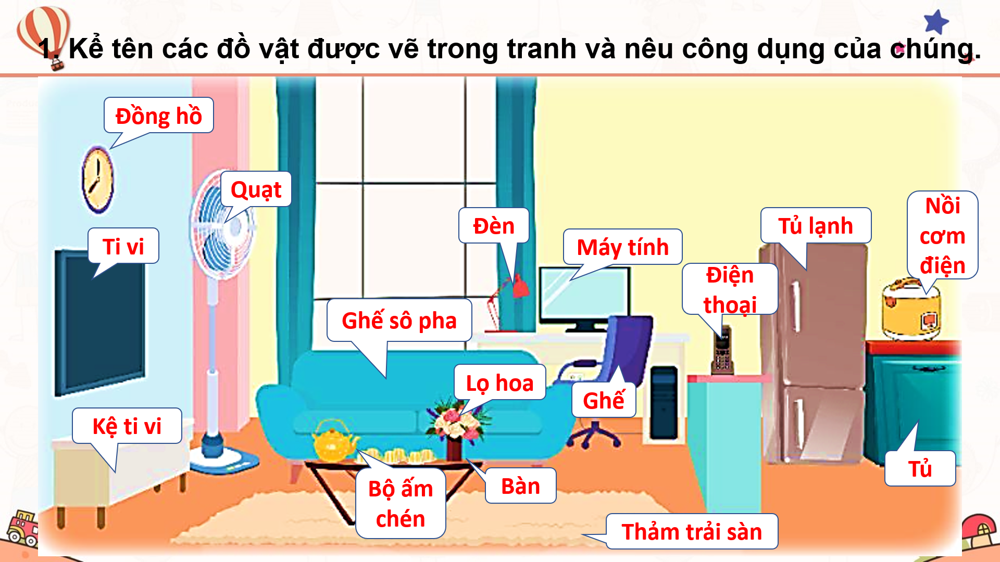 1. Kể tên các đồ vật được vẽ trong tranh và nêu công dụng của chúng.
Đồng hồ
Quạt
Ti vi
Đèn
Máy tính
Tủ lạnh
Nồi
cơm
điện
Điện
thoại
Ghế sô pha
Lọ hoa
Ghế
Kệ ti vi
Tủ
Bộ ấm
chén
Bàn
Thảm trải sàn